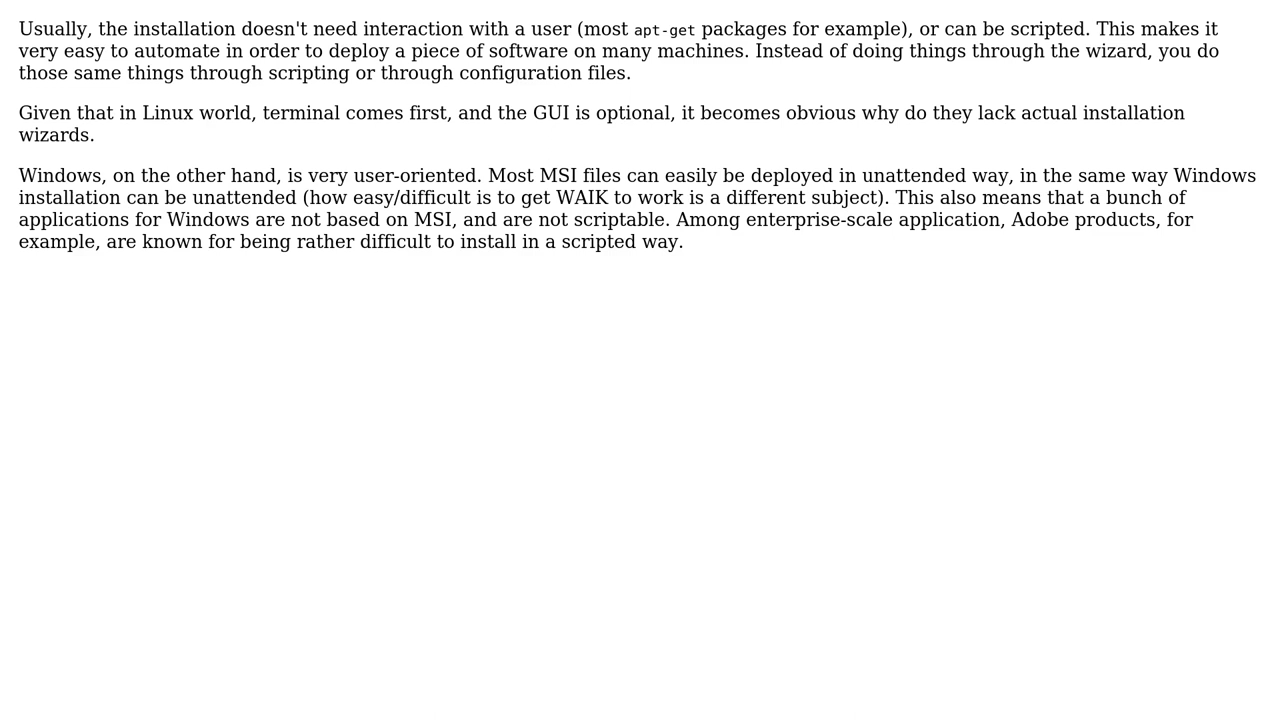 Usually, the installation doesn't need interaction with a user (most apt-get packages for example), or can be scripted. This makes it
very easy to automate in order to deploy a piece of software on many machines. Instead of doing things through the wizard, you do
those same things through scripting or through configuration files.
Given that in Linux world, terminal comes first, and the GUI is optional, it becomes obvious why do they lack actual installation
wizards.
Windows, on the other hand, is very user-oriented. Most MSI files can easily be deployed in unattended way, in the same way Windows
installation can be unattended (how easy/difficult is to get WAIK to work is a different subject). This also means that a bunch of
applications for Windows are not based on MSI, and are not scriptable. Among enterprise-scale application, Adobe products, for
example, are known for being rather difficult to install in a scripted way.